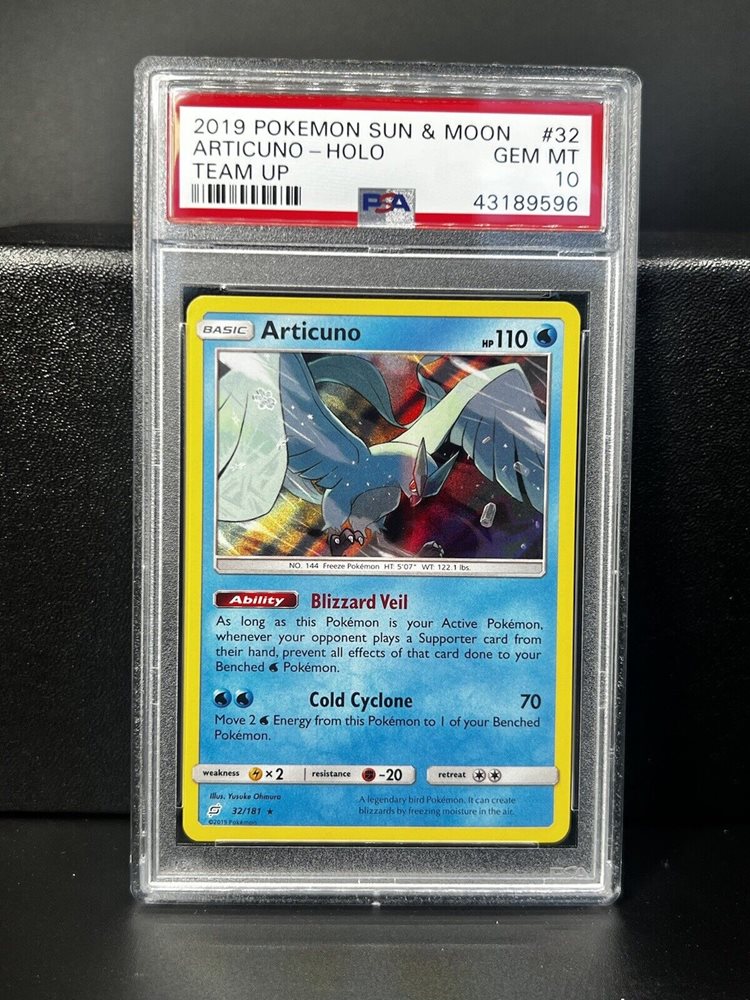 2019 POKEMON SUN & MOON #32
ARTICUNO - HOLO GEM MT
TEAM UP 10
PSA 43189596
BASIC Articuno HP 110
NO. 144 Freeze Pokémon HT: 5'07" WT: 122.1 lbs.
Ability Blizzard Veil
As long as this Pokémon is your Active Pokémon,
whenever your opponent plays a Supporter card from
their hand, prevent all effects of that card done to your
Benched Pokémon.
Cold Cyclone 70
Move 2 Energy from this Pokémon to 1 of your Benched
Pokémon.
weakness ×2 resistance -20 retreat
Illus. Yusuke Ohmura
32/181
©2019 Pokémon
A legendary bird Pokémon. It can create
blizzards by freezing moisture in the air.
PSA